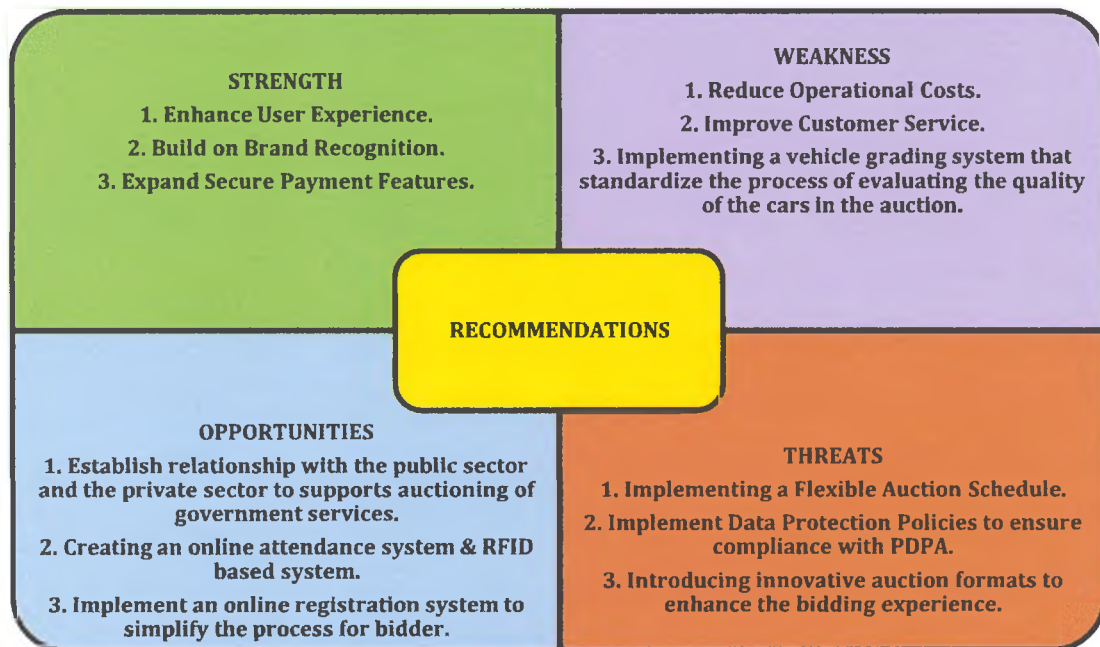 STRENGTH
1. Enhance User Experience.
2. Build on Brand Recognition.
3. Expand Secure Payment Features.
WEAKNESS
1. Reduce Operational Costs.
2. Improve Customer Service.
3. Implementing a vehicle grading system that
standardize the process of evaluating the quality
of the cars in the auction.
RECOMMENDATIONS
OPPORTUNITIES
1. Establish relationship with the public sector
and the private sector to supports auctioning of
government services.
2. Creating an online attendance system & RFID
based system.
3. Implement an online registration system to
simplify the process for bidder.
THREATS
1. Implementing a Flexible Auction Schedule.
2. Implement Data Protection Policies to ensure
compliance with PDPA.
3. Introducing innovative auction formats to
enhance the bidding experience.